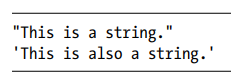 "This is a string."
'This is also a string.'